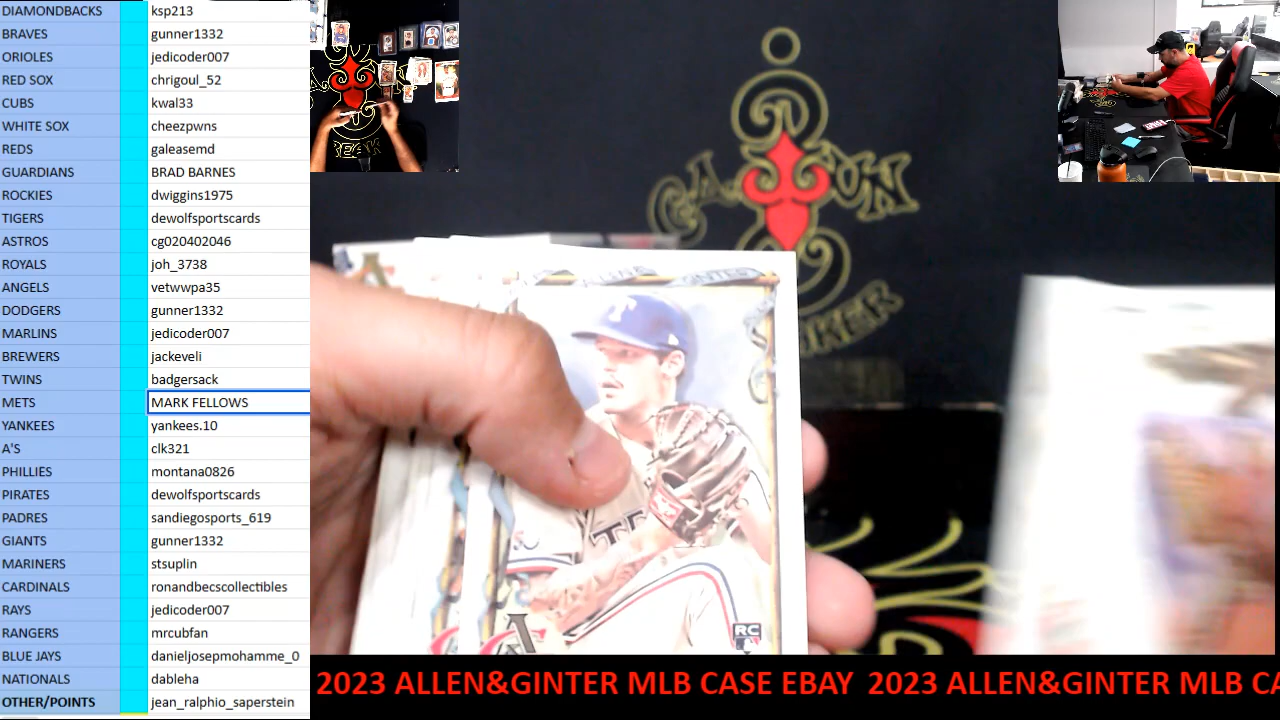 DIAMONDBACKS ksp213
BRAVES gunner1332
ORIOLES jedicoder007
RED SOX chrigoul_52
CUBS kwal33
WHITE SOX cheezpwns
REDS galeasemd
GUARDIANS BRAD BARNES
ROCKIES dwiggins1975
TIGERS dewolfsportscards
ASTROS cg020402046
ROYALS joh_3738
ANGELS vetwwpa35
DODGERS gunner1332
MARLINS jedicoder007
BREWERS jackeveli
TWINS badgersack
METS MARK FELLOWS
YANKEES yankees.10
A'S clk321
PHILLIES montana0826
PIRATES dewolfsportscards
PADRES sandiegosports_619
GIANTS gunner1332
MARINERS stsuplin
CARDINALS ronandbecscollectibles
RAYS jedicoder007
RANGERS mrcubfan
BLUE JAYS danieljosepmohamme_0
NATIONALS dableha
OTHER/POINTS jean_ralphio_saperstein
RC
2023 ALLEN&GINTER MLB CASE EBAY 2023 ALLEN&GINTER MLB CA